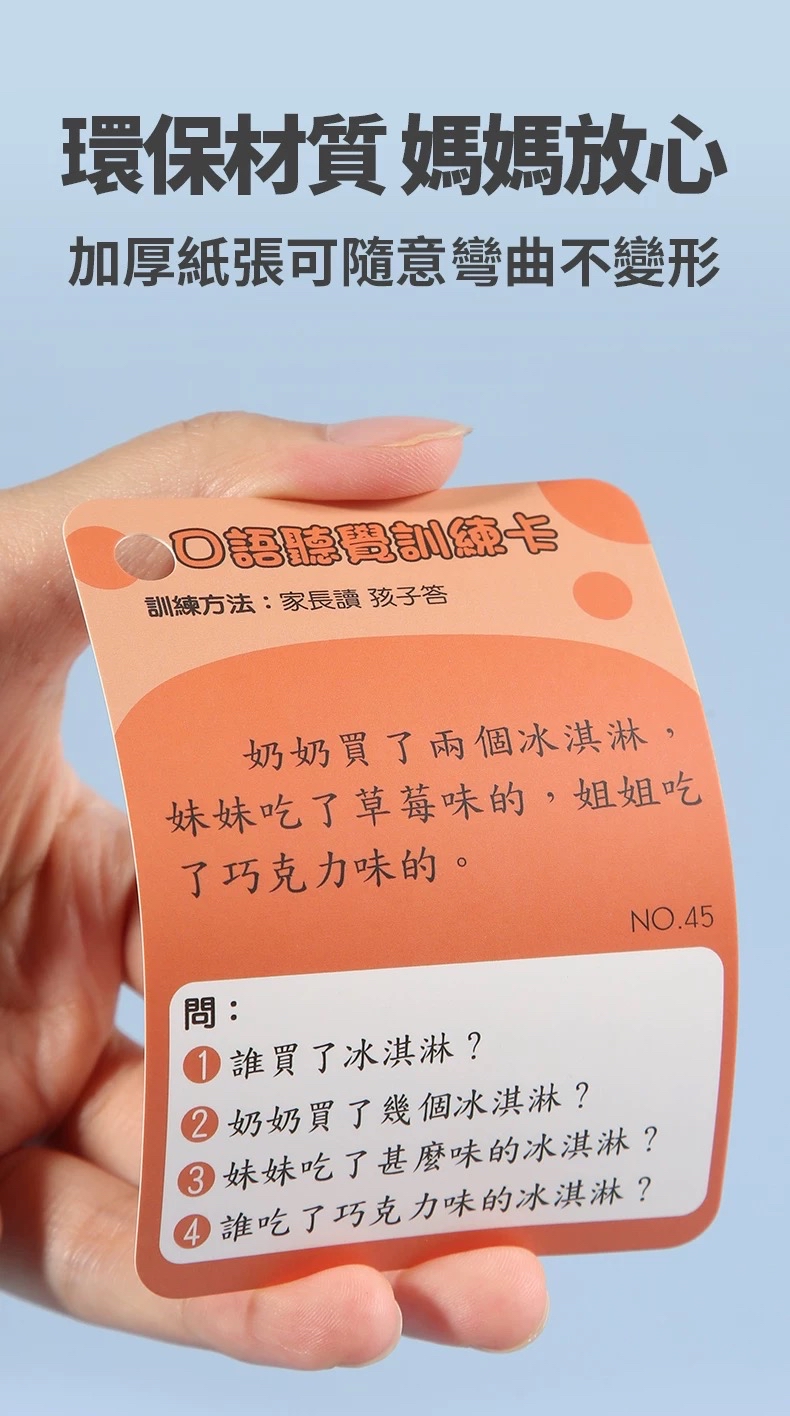 環保材質 媽媽放心
加厚紙張可隨意彎曲不變形
口語聽覺訓練卡
訓練方法：家長讀 孩子答
奶奶買了兩個冰淇淋，
妹妹吃了草莓味的，姐姐吃
了巧克力味的。
NO.45
問：
1 誰買了冰淇淋？
2 奶奶買了幾個冰淇淋？
3 妹妹吃了甚麼味的冰淇淋？
4 誰吃了巧克力味的冰淇淋？